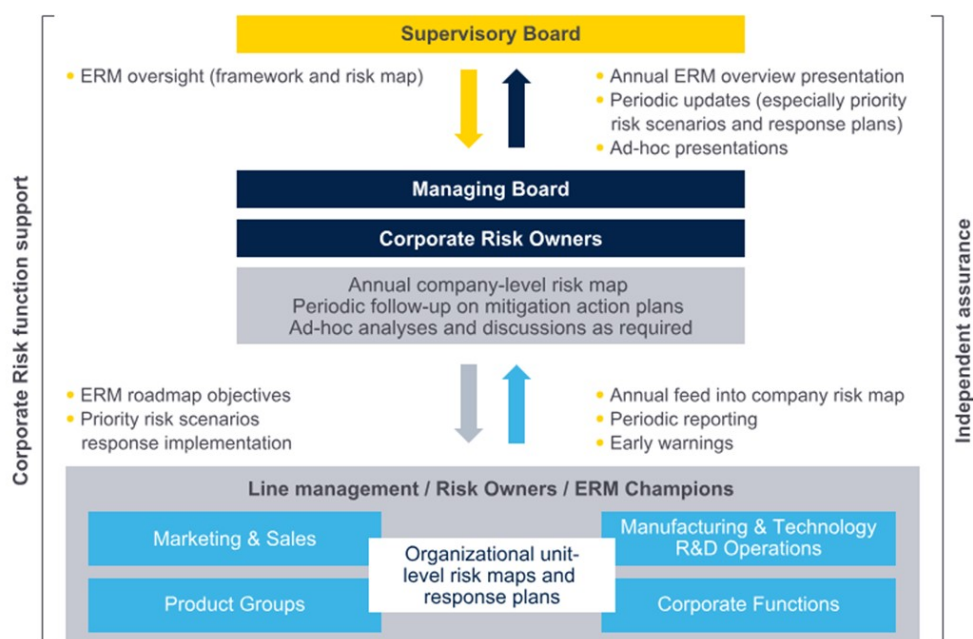 Supervisory Board
• ERM oversight (framework and risk map)
• Annual ERM overview presentation
• Periodic updates (especially priority
risk scenarios and response plans)
• Ad-hoc presentations
Corporate Risk function support
Independent assurance
Managing Board
Corporate Risk Owners
Annual company-level risk map
Periodic follow-up on mitigation action plans
Ad-hoc analyses and discussions as required
• ERM roadmap objectives
• Priority risk scenarios
response implementation
• Annual feed into company risk map
• Periodic reporting
• Early warnings
Line management / Risk Owners / ERM Champions
Marketing & Sales
Manufacturing & Technology
R&D Operations
Organizational unit-
level risk maps and
response plans
Product Groups
Corporate Functions